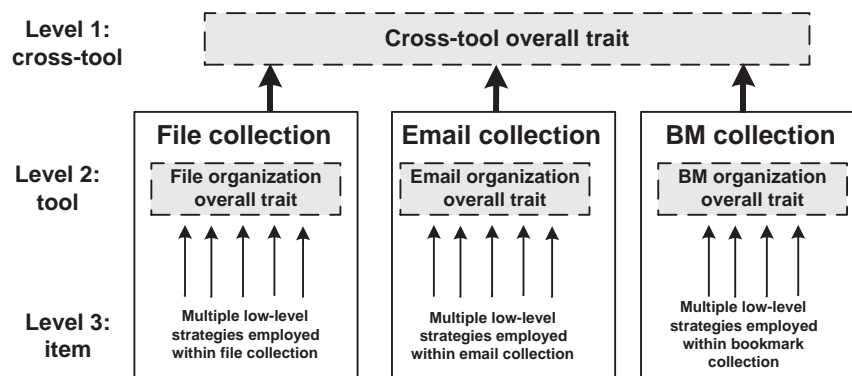 Level 1:
cross-tool
Cross-tool overall trait
File collection
Email collection
BM collection
Level 2:
tool
File organization
overall trait
Email organization
overall trait
BM organization
overall trait
Level 3:
item
Multiple low-level
strategies employed
within file collection
Multiple low-level
strategies employed
within email collection
Multiple low-level
strategies employed
within bookmark
collection